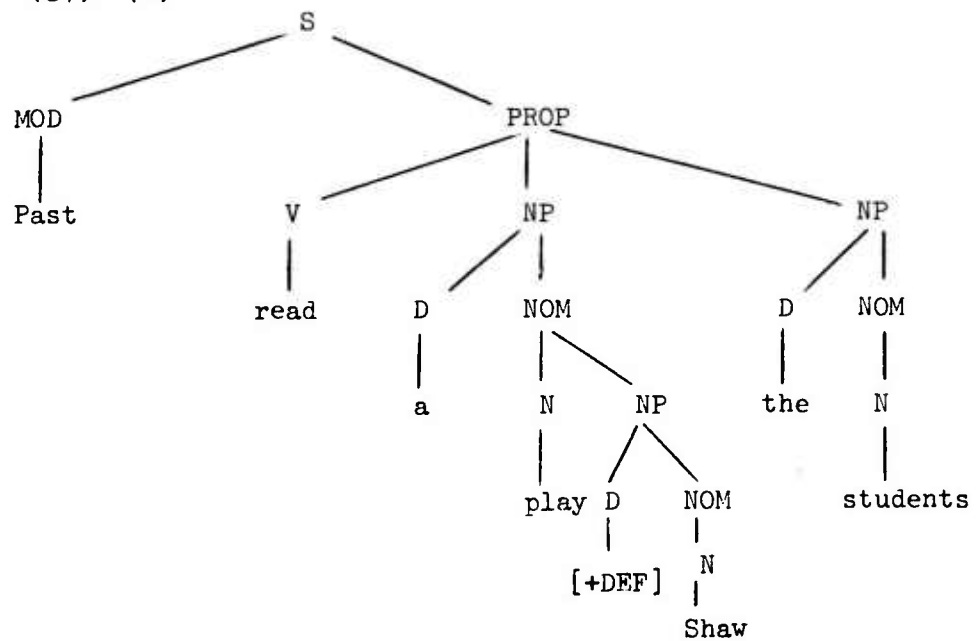 S
MOD PROP
Past V NP NP
read D NOM D NOM
a N NP the N
play D NOM students
[+DEF] N
Shaw